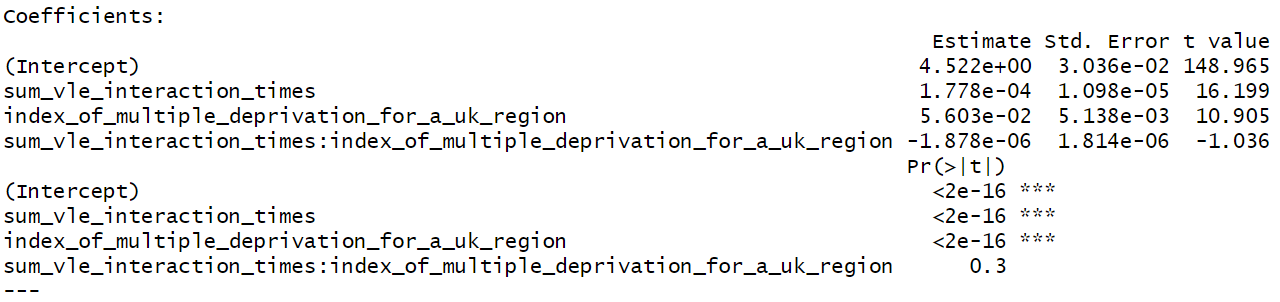 Coefficients:
Estimate Std. Error t value
(Intercept) 4.522e+00 3.036e-02 148.965
sum_vle_interaction_times 1.778e-04 1.098e-05 16.199
index_of_multiple_deprivation_for_a_uk_region 5.603e-02 5.138e-03 10.905
sum_vle_interaction_times:index_of_multiple_deprivation_for_a_uk_region -1.878e-06 1.814e-06 -1.036
Pr(>|t|)
(Intercept) <2e-16 ***
sum_vle_interaction_times <2e-16 ***
index_of_multiple_deprivation_for_a_uk_region <2e-16 ***
sum_vle_interaction_times:index_of_multiple_deprivation_for_a_uk_region 0.3
---